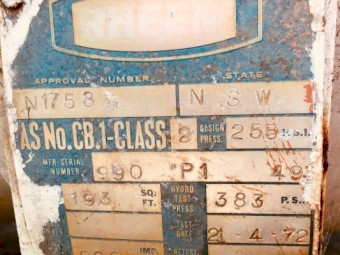 APPROVAL NUMBER STATE
N1753 N S W
AS No.CB.1-CLASS 2 DESIGN PRESS. 255 P.S.I.
MFR SERIAL NUMBER 990 P1 49
193 SQ. FT. HYDRO TEST PRESS 383 P.S.
TEST DATE 21-4-72
IMP.